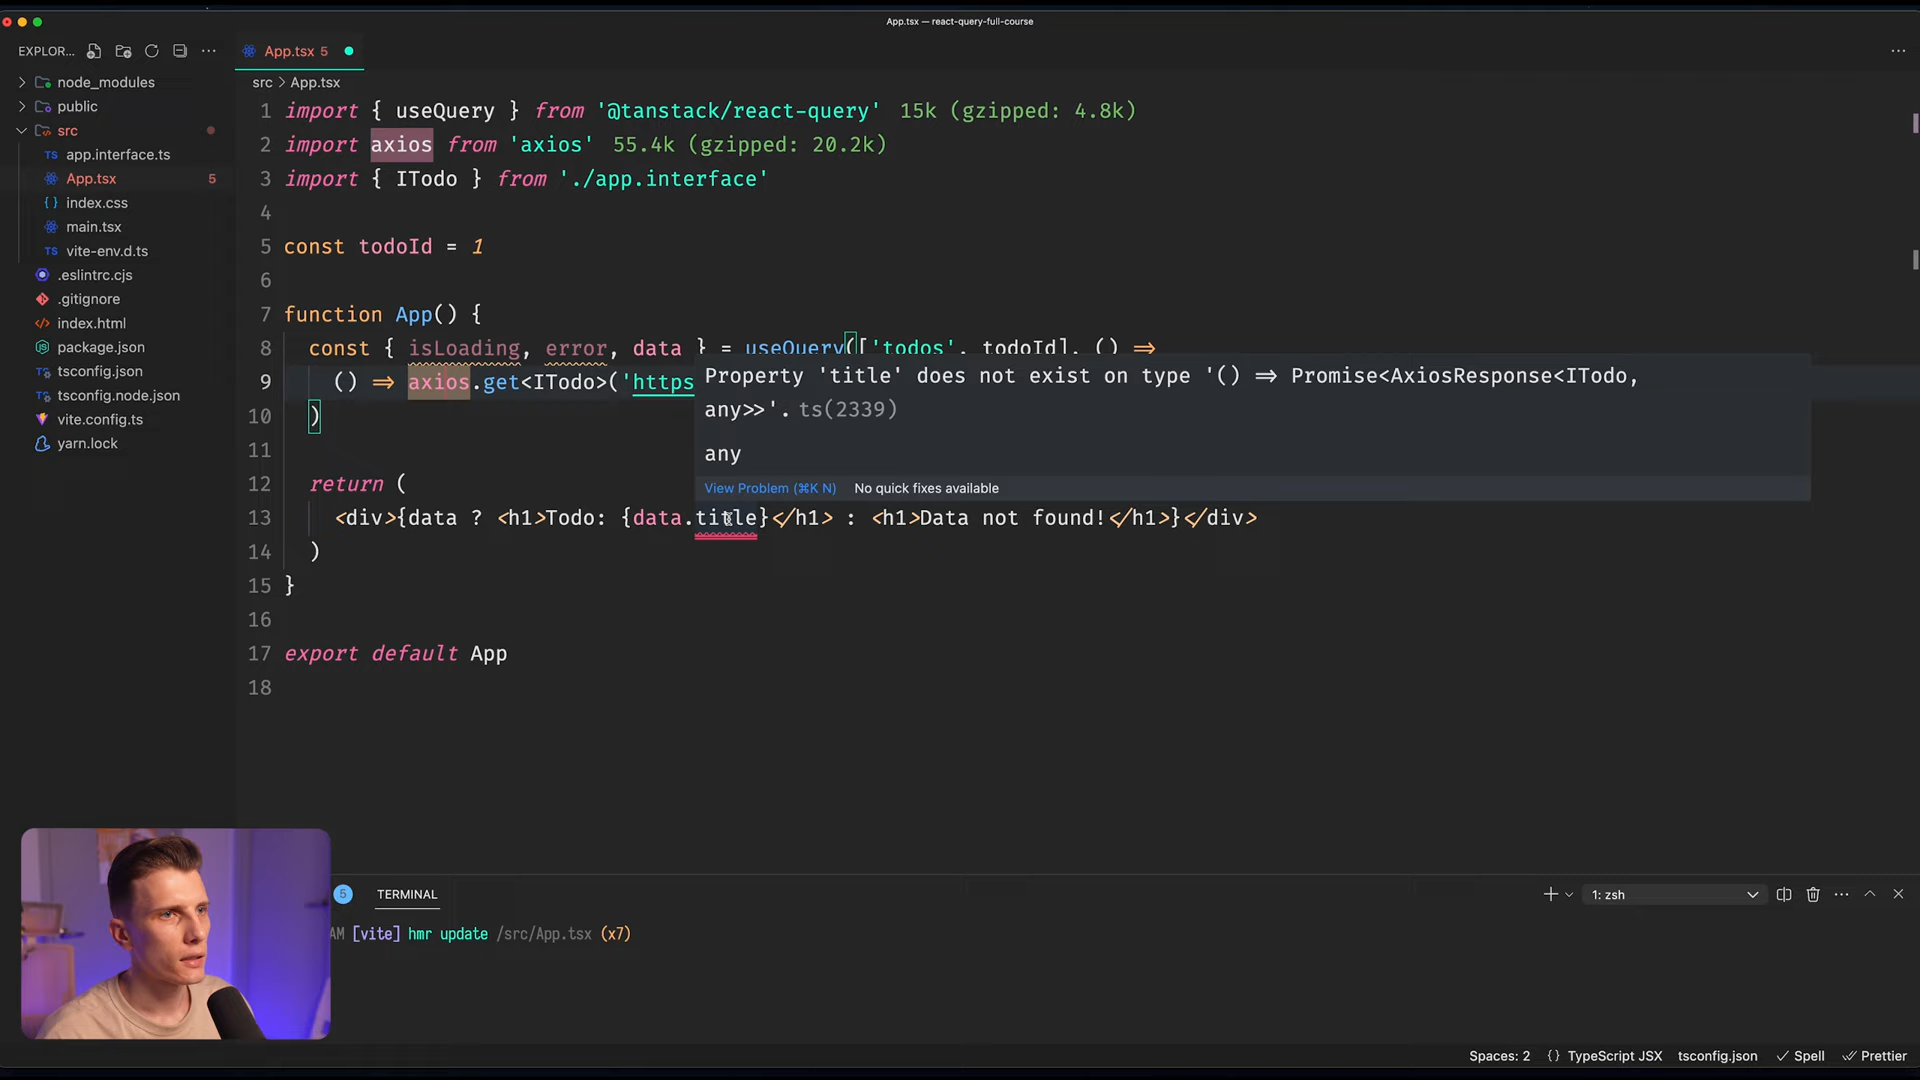 App.tsx — react-query-full-course
EXPLOR...
App.tsx 5
src > App.tsx
node_modules
public
src
TS app.interface.ts
App.tsx 5
{ } index.css
main.tsx
TS vite-env.d.ts
.eslintrc.cjs
.gitignore
index.html
package.json
tsconfig.json
tsconfig.node.json
vite.config.ts
yarn.lock
1 import { useQuery } from '@tanstack/react-query' 15k (gzipped: 4.8k)
2 import axios from 'axios' 55.4k (gzipped: 20.2k)
3 import { ITodo } from './app.interface'
4
5 const todoId = 1
6
7 function App() {
8 const { isLoading, error, data } = useQuery(['todos', todoId], () =>
9 () => axios.get<ITodo>('https
10 )
11
12 return (
13 <div>{data ? <h1>Todo: {data.title}</h1> : <h1>Data not found!</h1>}</div>
14 )
15 }
16
17 export default App
18
Property 'title' does not exist on type '() => Promise<AxiosResponse<ITodo,
any>>'. ts(2339)
any
View Problem (⌘K N) No quick fixes available
5 TERMINAL
1: zsh
AM [vite] hmr update /src/App.tsx (x7)
Spaces: 2 {} TypeScript JSX tsconfig.json ✓ Spell ✓ Prettier